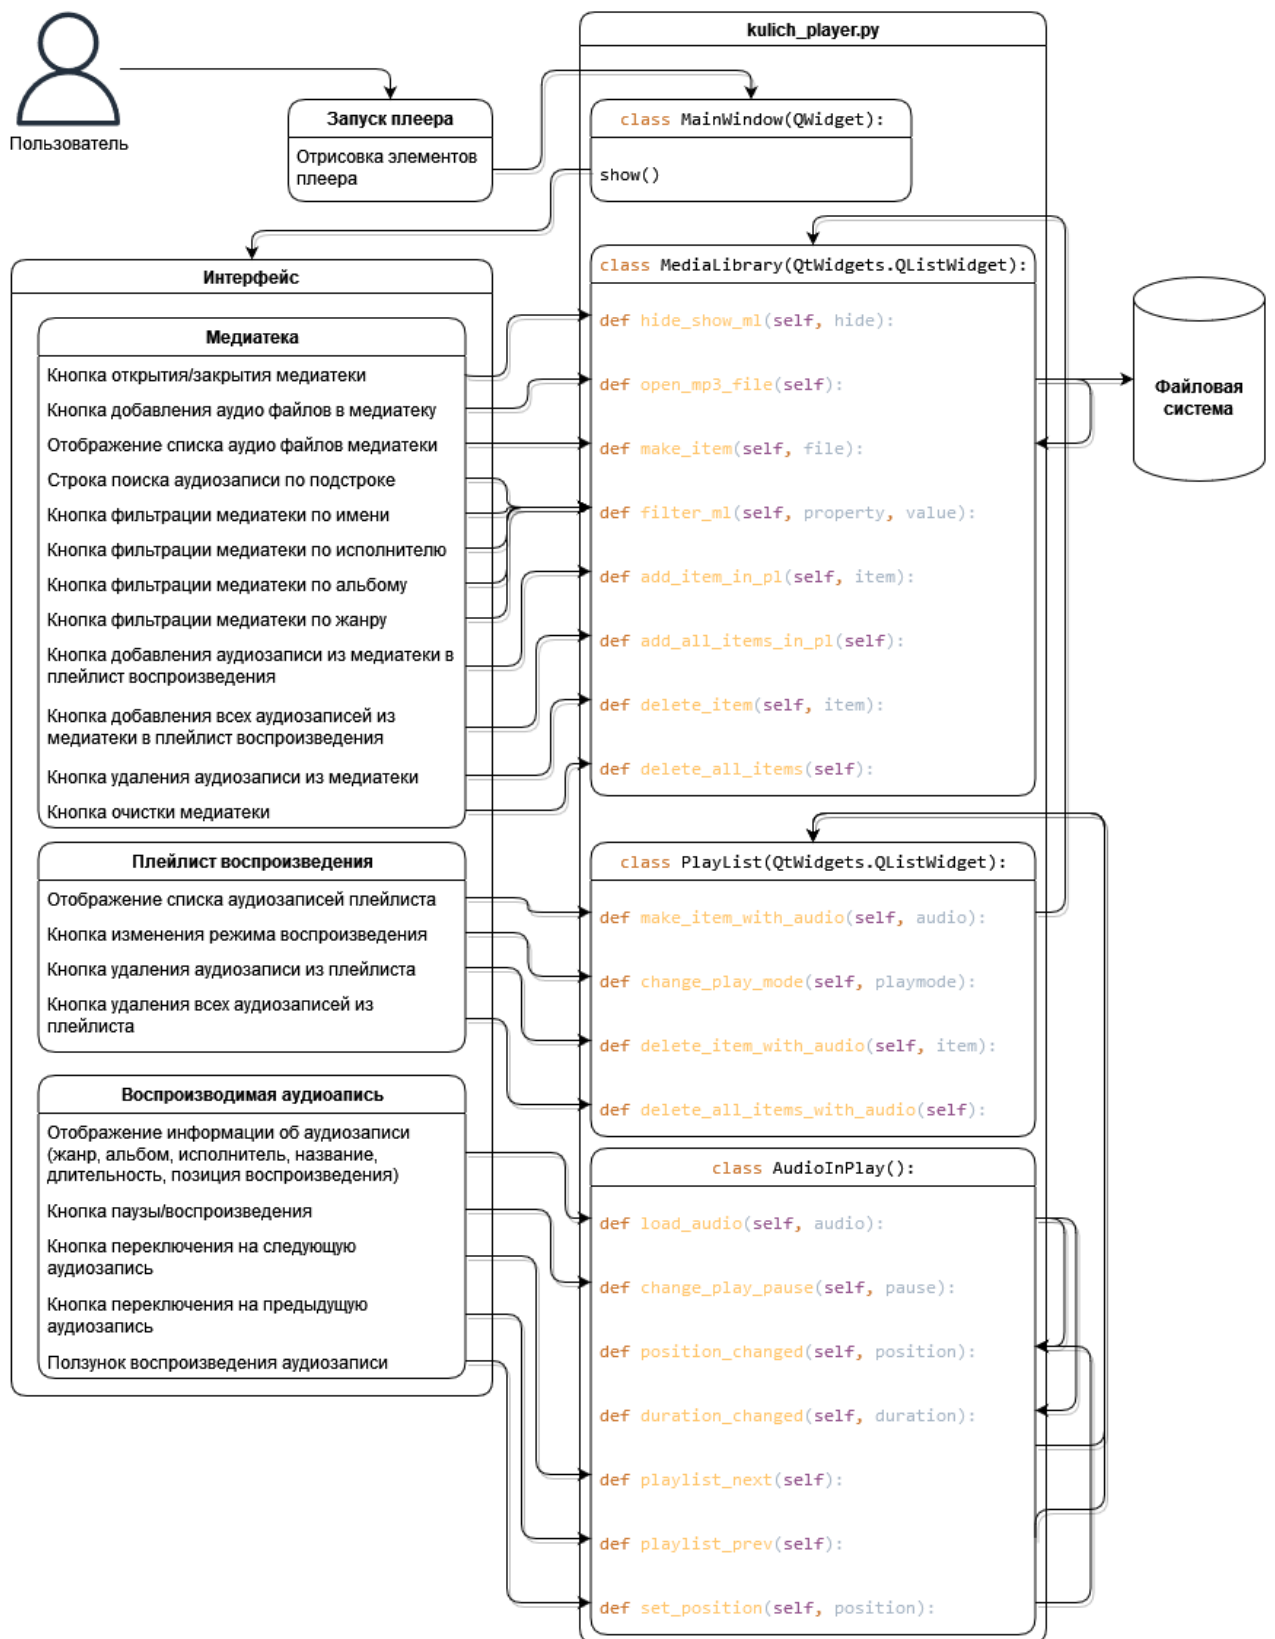 kulich_player.py
Пользователь
Запуск плеера
Отрисовка элементов
плеера
class MainWindow(QWidget):
show()
Интерфейс
Медиатека
Кнопка открытия/закрытия медиатеки
Кнопка добавления аудио файлов в медиатеку
Отображение списка аудио файлов медиатеки
Строка поиска аудиозаписи по подстроке
Кнопка фильтрации медиатеки по имени
Кнопка фильтрации медиатеки по исполнителю
Кнопка фильтрации медиатеки по альбому
Кнопка фильтрации медиатеки по жанру
Кнопка добавления аудиозаписи из медиатеки в
плейлист воспроизведения
Кнопка добавления всех аудиозаписей из
медиатеки в плейлист воспроизведения
Кнопка удаления аудиозаписи из медиатеки
Кнопка очистки медиатеки
Плейлист воспроизведения
Отображение списка аудиозаписей плейлиста
Кнопка изменения режима воспроизведения
Кнопка удаления аудиозаписи из плейлиста
Кнопка удаления всех аудиозаписей из
плейлиста
Воспроизводимая аудиоапись
Отображение информации об аудиозаписи
(жанр, альбом, исполнитель, название,
длительность, позиция воспроизведения)
Кнопка паузы/воспроизведения
Кнопка переключения на следующую
аудиозапись
Кнопка переключения на предыдущую
аудиозапись
Ползунок воспроизведения аудиозаписи
class MediaLibrary(QtWidgets.QListWidget):
def hide_show_ml(self, hide):
def open_mp3_file(self):
def make_item(self, file):
def filter_ml(self, property, value):
def add_item_in_pl(self, item):
def add_all_items_in_pl(self):
def delete_item(self, item):
def delete_all_items(self):
class PlayList(QtWidgets.QListWidget):
def make_item_with_audio(self, audio):
def change_play_mode(self, playmode):
def delete_item_with_audio(self, item):
def delete_all_items_with_audio(self):
class AudioInPlay():
def load_audio(self, audio):
def change_play_pause(self, pause):
def position_changed(self, position):
def duration_changed(self, duration):
def playlist_next(self):
def playlist_prev(self):
def set_position(self, position):
Файловая
система